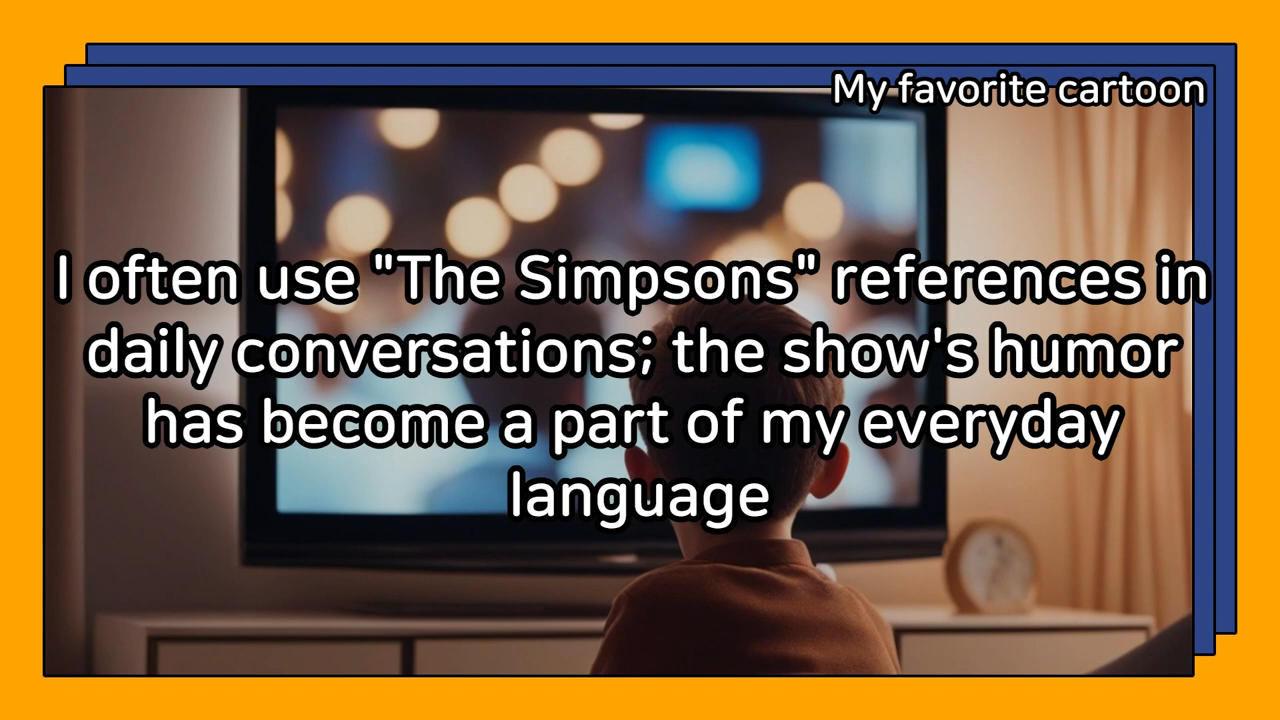 My favorite cartoon
I often use "The Simpsons" references in
daily conversations; the show's humor
has become a part of my everyday
language